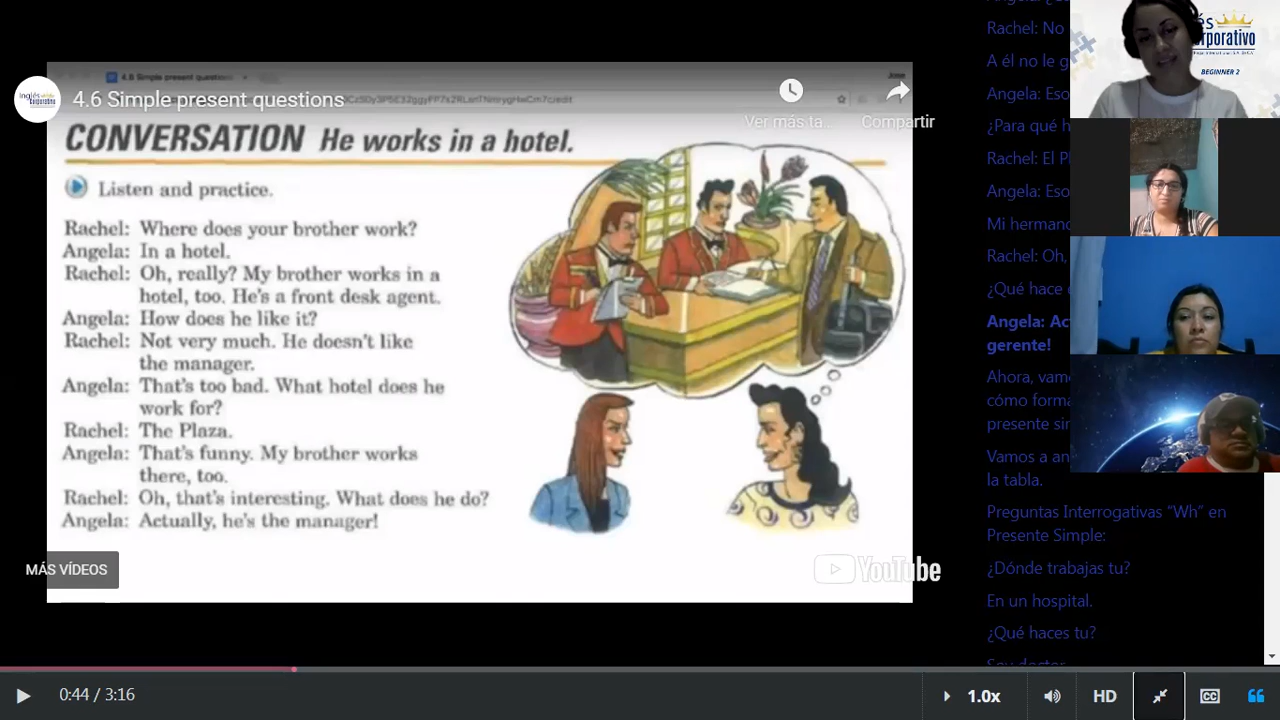 4.6 Simple present questions
Ver más ta...
Compartir
CONVERSATION He works in a hotel.
Listen and practice.
Rachel: Where does your brother work?
Angela: In a hotel.
Rachel: Oh, really? My brother works in a
hotel, too. He's a front desk agent.
Angela: How does he like it?
Rachel: Not very much. He doesn't like
the manager.
Angela: That's too bad. What hotel does he
work for?
Rachel: The Plaza.
Angela: That's funny. My brother works
there, too.
Rachel: Oh, that's interesting. What does he do?
Angela: Actually, he's the manager!
MÁS VÍDEOS
YouTube
0:44 / 3:16
1.0x
HD
CC
Rachel: No
A él no le g
Angela: Eso
¿Para qué h
Rachel: El P
Angela: Eso
Mi herman
Rachel: Oh,
¿Qué hace
Angela: Ac
gerente!
Ahora, vam
cómo forma
presente si
Vamos a an
la tabla.
Preguntas Interrogativas “Wh” en
Presente Simple:
¿Dónde trabajas tu?
En un hospital.
¿Qué haces tu?
Soy doctor
és
rporativo
BEGINNER 2